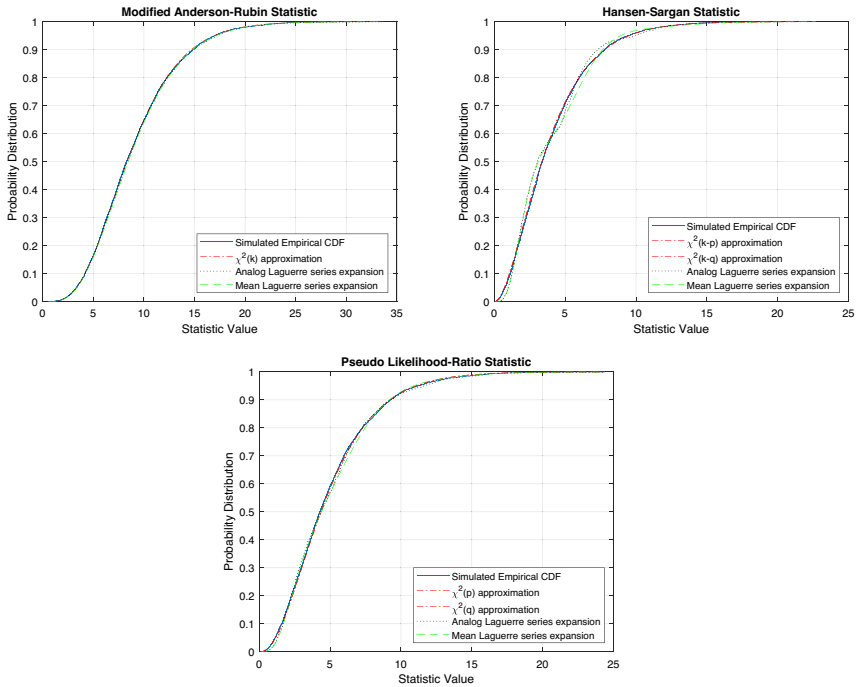 Modified Anderson-Rubin Statistic
1
0.9
0.8
0.7
0.6
0.5
0.4
0.3
0.2
0.1
0
Probability Distribution
Simulated Empirical CDF
χ²(k) approximation
Analog Laguerre series expansion
Mean Laguerre series expansion
0 5 10 15 20 25 30 35
Statistic Value
Hansen-Sargan Statistic
1
0.9
0.8
0.7
0.6
0.5
0.4
0.3
0.2
0.1
0
Probability Distribution
Simulated Empirical CDF
χ²(k-p) approximation
χ²(k-q) approximation
Analog Laguerre series expansion
Mean Laguerre series expansion
0 5 10 15 20 25
Statistic Value
Pseudo Likelihood-Ratio Statistic
1
0.9
0.8
0.7
0.6
0.5
0.4
0.3
0.2
0.1
0
Probability Distribution
Simulated Empirical CDF
χ²(p) approximation
χ²(q) approximation
Analog Laguerre series expansion
Mean Laguerre series expansion
0 5 10 15 20 25
Statistic Value